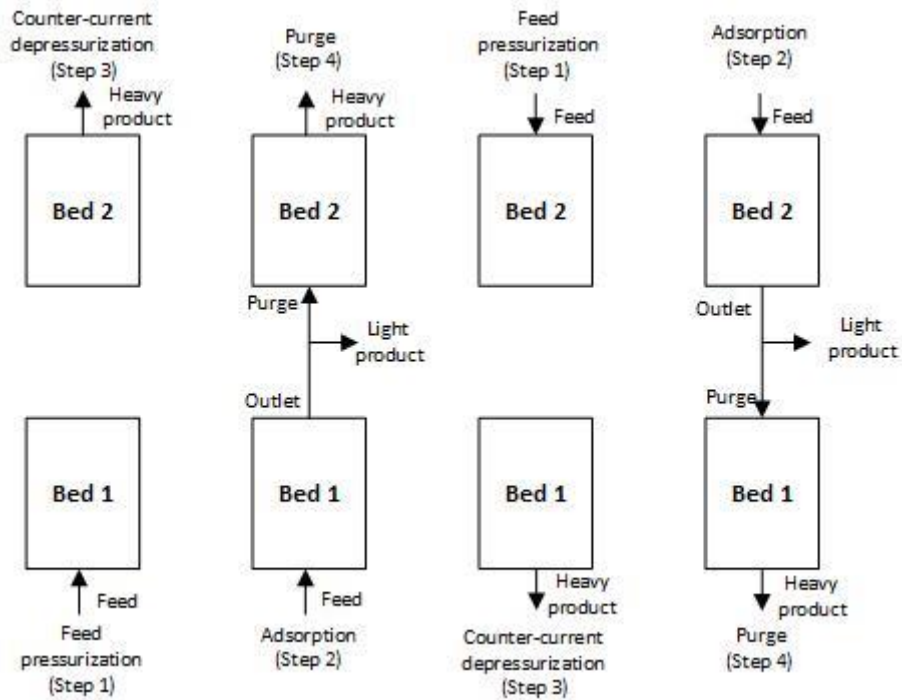 Counter-current
depressurization
(Step 3)
Heavy
product
Bed 2
Bed 1
Feed
Feed
pressurization
(Step 1)
Purge
(Step 4)
Heavy
product
Bed 2
Purge
Light
product
Outlet
Bed 1
Feed
Adsorption
(Step 2)
Feed
pressurization
(Step 1)
Feed
Bed 2
Bed 1
Heavy
product
Counter-current
depressurization
(Step 3)
Adsorption
(Step 2)
Feed
Bed 2
Outlet
Light
product
Purge
Bed 1
Heavy
product
Purge
(Step 4)